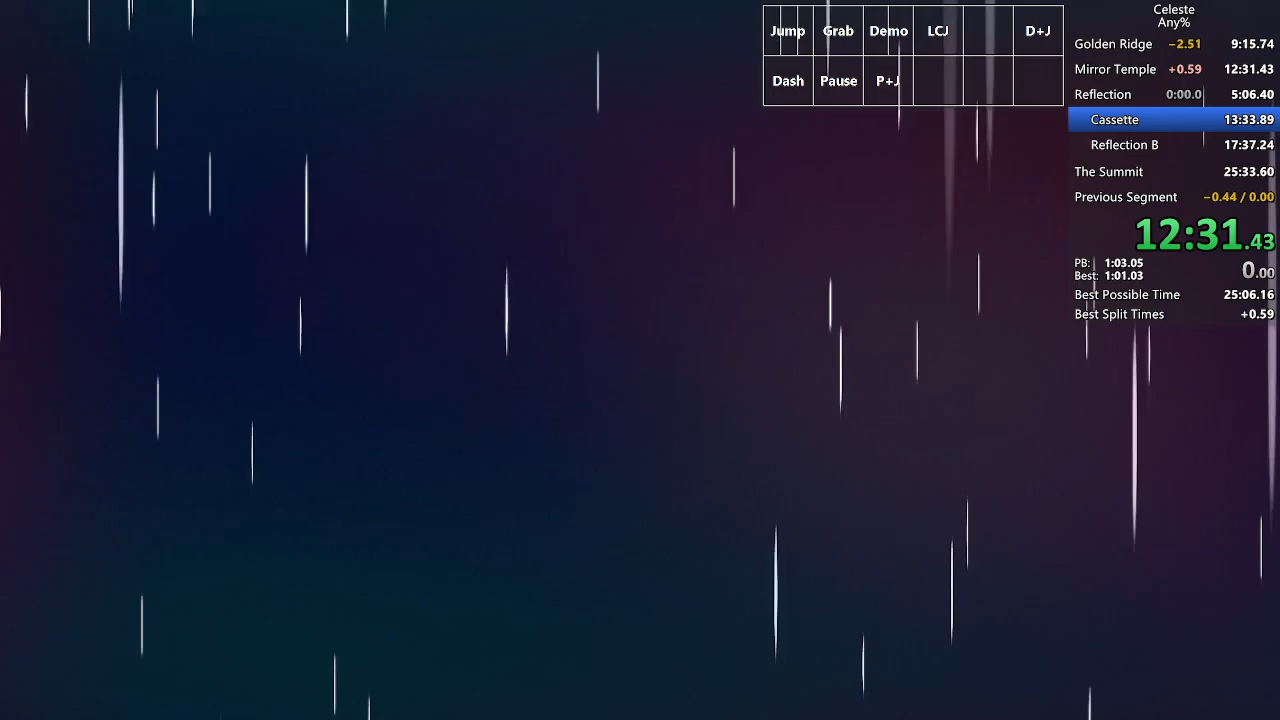 Jump Grab Demo LCJ D+J
Dash Pause P+J
Celeste
Any%
Golden Ridge −2.51 9:15.74
Mirror Temple +0.59 12:31.43
Reflection 0:00.0 5:06.40
Cassette 13:33.89
Reflection B 17:37.24
The Summit 25:33.60
Previous Segment −0.44 / 0.00
12:31.43
PB: 1:03.05
Best: 1:01.03
0.00
Best Possible Time 25:06.16
Best Split Times +0.59